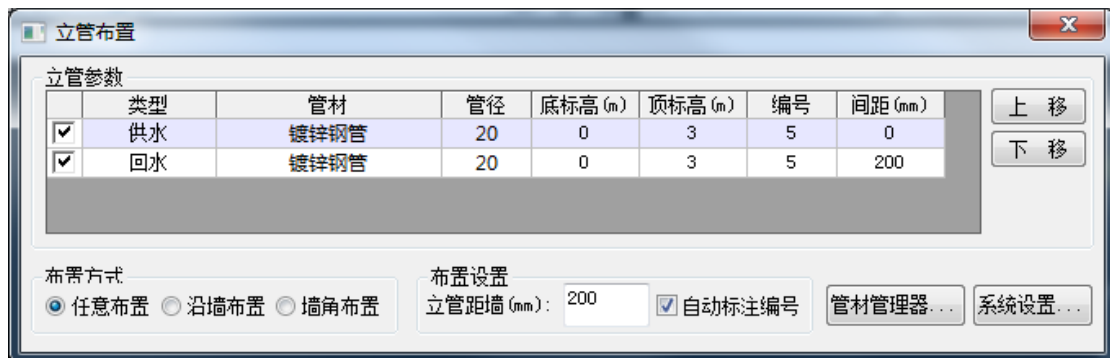 立管布置
立管参数
类型 管材 管径 底标高(m) 顶标高(m) 编号 间距(mm)
供水 镀锌钢管 20 0 3 5 0
回水 镀锌钢管 20 0 3 5 200
上 移
下 移
布置方式
任意布置 沿墙布置 墙角布置
布置设置
立管距墙(mm): 200 自动标注编号
管材管理器... 系统设置...